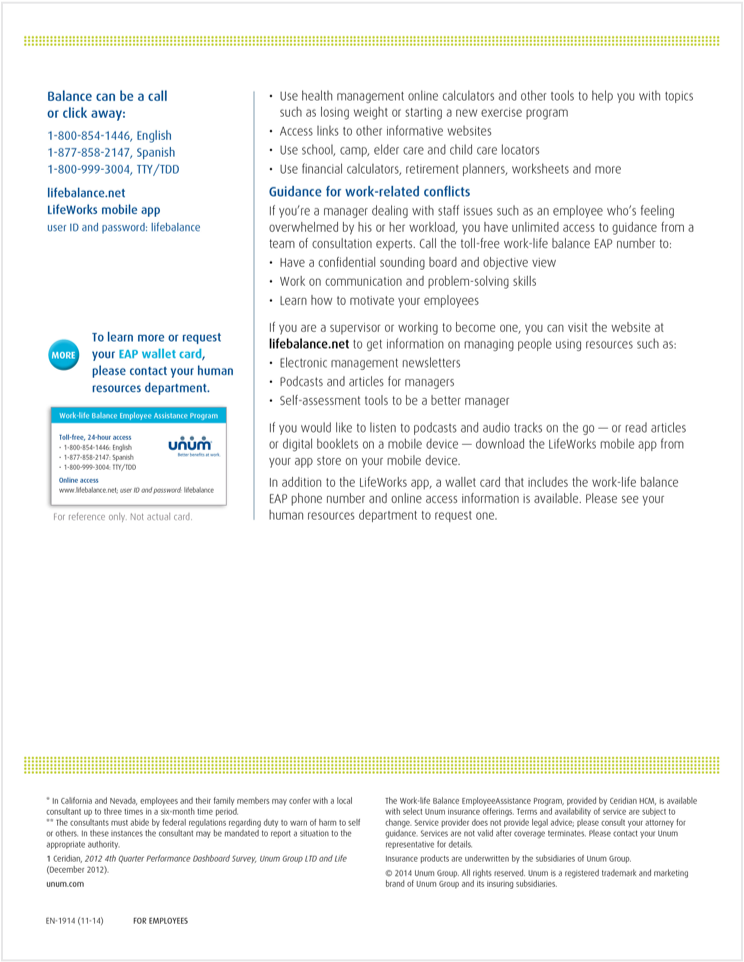 Balance can be a call
or click away:
1-800-854-1446, English
1-877-858-2147, Spanish
1-800-999-3004, TTY/TDD
lifebalance.net
LifeWorks mobile app
user ID and password: lifebalance
MORE
To learn more or request
your EAP wallet card,
please contact your human
resources department.
Work-life Balance Employee Assistance Program
Toll-free, 24-hour access
• 1-800-854-1446: English
• 1-877-858-2147: Spanish
• 1-800-999-3004: TTY/TDD
unum
Better benefits at work.
Online access
www.lifebalance.net; user ID and password: lifebalance
For reference only. Not actual card.
• Use health management online calculators and other tools to help you with topics
such as losing weight or starting a new exercise program
• Access links to other informative websites
• Use school, camp, elder care and child care locators
• Use financial calculators, retirement planners, worksheets and more
Guidance for work-related conflicts
If you’re a manager dealing with staff issues such as an employee who’s feeling
overwhelmed by his or her workload, you have unlimited access to guidance from a
team of consultation experts. Call the toll-free work-life balance EAP number to:
• Have a confidential sounding board and objective view
• Work on communication and problem-solving skills
• Learn how to motivate your employees
If you are a supervisor or working to become one, you can visit the website at
lifebalance.net to get information on managing people using resources such as:
• Electronic management newsletters
• Podcasts and articles for managers
• Self-assessment tools to be a better manager
If you would like to listen to podcasts and audio tracks on the go — or read articles
or digital booklets on a mobile device — download the LifeWorks mobile app from
your app store on your mobile device.
In addition to the LifeWorks app, a wallet card that includes the work-life balance
EAP phone number and online access information is available. Please see your
human resources department to request one.
* In California and Nevada, employees and their family members may confer with a local
consultant up to three times in a six-month time period.
** The consultants must abide by federal regulations regarding duty to warn of harm to self
or others. In these instances the consultant may be mandated to report a situation to the
appropriate authority.
1 Ceridian, 2012 4th Quarter Performance Dashboard Survey, Unum Group LTD and Life
(December 2012).
unum.com
The Work-life Balance EmployeeAssistance Program, provided by Ceridian HCM, is available
with select Unum insurance offerings. Terms and availability of service are subject to
change. Service provider does not provide legal advice; please consult your attorney for
guidance. Services are not valid after coverage terminates. Please contact your Unum
representative for details.
Insurance products are underwritten by the subsidiaries of Unum Group.
© 2014 Unum Group. All rights reserved. Unum is a registered trademark and marketing
brand of Unum Group and its insuring subsidiaries.
EN-1914 (11-14) FOR EMPLOYEES